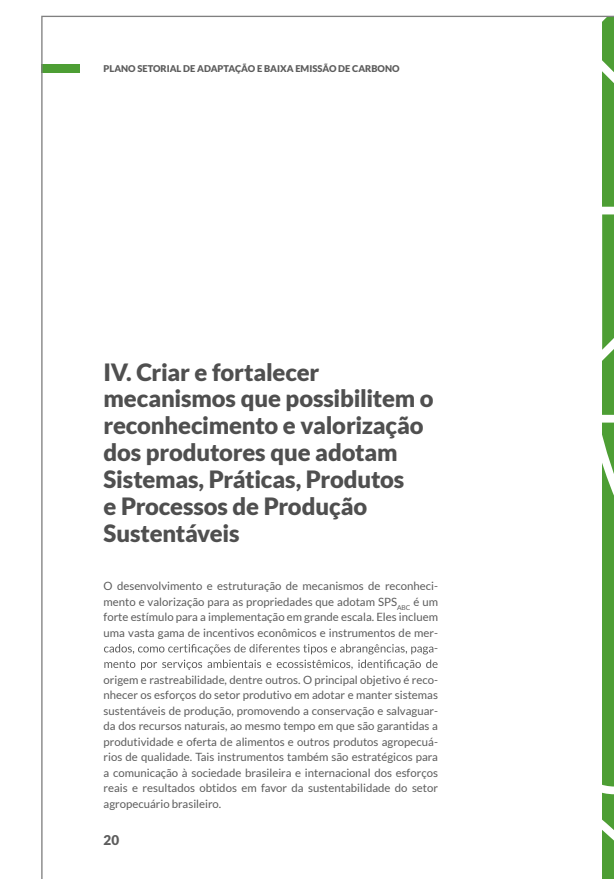 PLANO SETORIAL DE ADAPTAÇÃO E BAIXA EMISSÃO DE CARBONO
IV. Criar e fortalecer
mecanismos que possibilitem o
reconhecimento e valorização
dos produtores que adotam
Sistemas, Práticas, Produtos
e Processos de Produção
Sustentáveis
O desenvolvimento e estruturação de mecanismos de reconheci-
mento e valorização para as propriedades que adotam SPSABC é um
forte estímulo para a implementação em grande escala. Eles incluem
uma vasta gama de incentivos econômicos e instrumentos de mer-
cados, como certificações de diferentes tipos e abrangências, paga-
mento por serviços ambientais e ecossistêmicos, identificação de
origem e rastreabilidade, dentre outros. O principal objetivo é reco-
nhecer os esforços do setor produtivo em adotar e manter sistemas
sustentáveis de produção, promovendo a conservação e salvaguar-
da dos recursos naturais, ao mesmo tempo em que são garantidas a
produtividade e oferta de alimentos e outros produtos agropecuá-
rios de qualidade. Tais instrumentos também são estratégicos para
a comunicação à sociedade brasileira e internacional dos esforços
reais e resultados obtidos em favor da sustentabilidade do setor
agropecuário brasileiro.
20